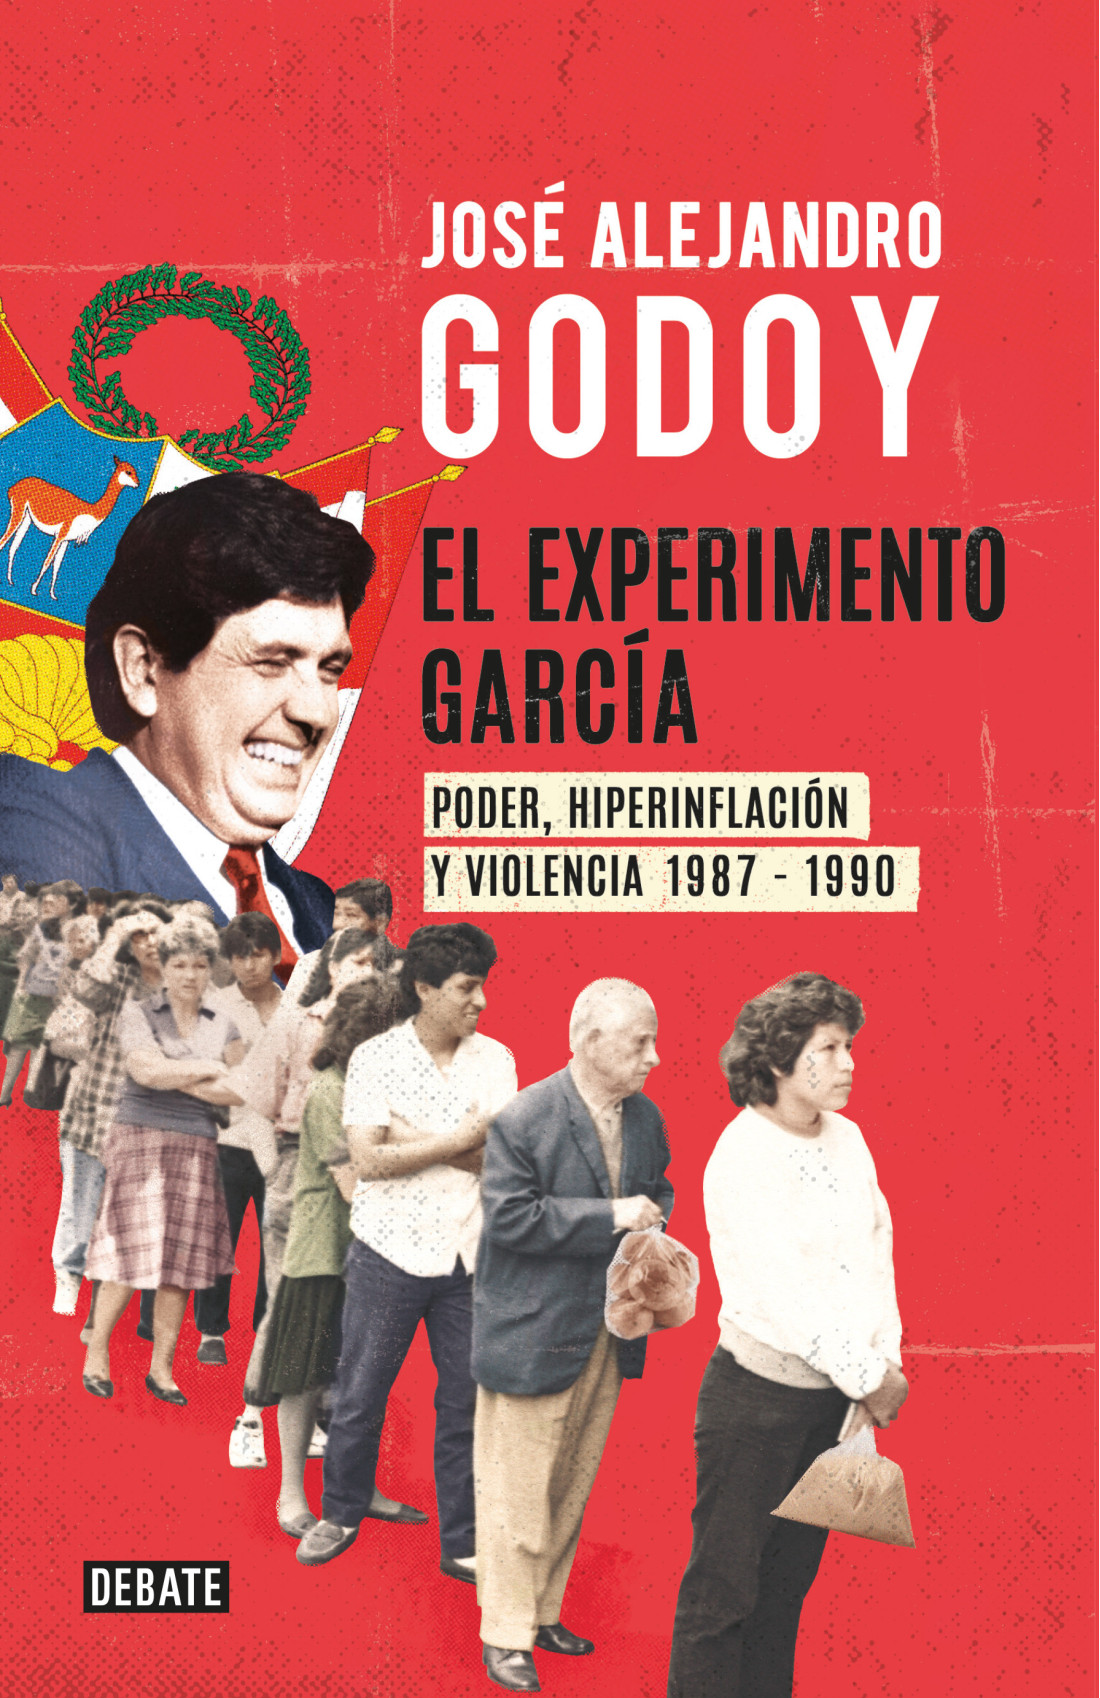 JOSÉ ALEJANDRO
GODOY
EL EXPERIMENTO
GARCÍA
PODER, HIPERINFLACIÓN
Y VIOLENCIA 1987 - 1990
DEBATE